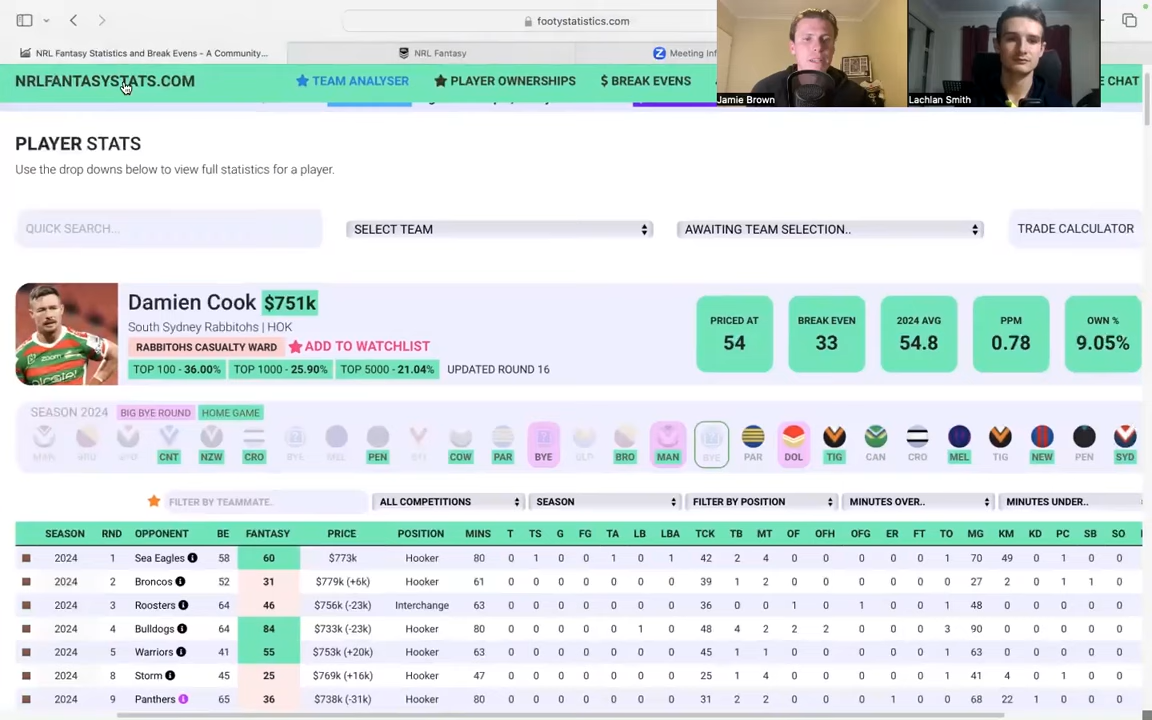 footystatistics.com
NRL Fantasy Statistics and Break Evens - A Community... NRL Fantasy Meeting Inf
NRLFANTASYSTATS.COM TEAM ANALYSER PLAYER OWNERSHIPS $ BREAK EVENS E CHAT
Jamie Brown Lachlan Smith
PLAYER STATS
Use the drop downs below to view full statistics for a player.
QUICK SEARCH... SELECT TEAM AWAITING TEAM SELECTION.. TRADE CALCULATOR
Damien Cook $751k
South Sydney Rabbitohs | HOK
RABBITOHS CASUALTY WARD ADD TO WATCHLIST
TOP 100 - 36.00% TOP 1000 - 25.90% TOP 5000 - 21.04% UPDATED ROUND 16
PRICED AT BREAK EVEN 2024 AVG PPM OWN %
54 33 54.8 0.78 9.05%
SEASON 2024 BIG BYE ROUND HOME GAME
MAN BRO BRO CNT NZW CRO BYE MEL PEN COW PAR BYE BRO MAN BYE PAR DOL TIG CAN CRO MEL TIG NEW PEN SYD
FILTER BY TEAMMATE. ALL COMPETITIONS SEASON FILTER BY POSITION MINUTES OVER.. MINUTES UNDER..
SEASON RND OPPONENT BE FANTASY PRICE POSITION MINS T TS G FG TA LB LBA TCK TB MT OF OFH OFG ER FT TO MG KM KD PC SB SO
2024 1 Sea Eagles 58 60 $773k Hooker 80 0 1 0 0 1 0 1 42 2 4 0 0 0 0 0 1 70 49 0 1 0 0
2024 2 Broncos 52 31 $779k (+6k) Hooker 61 0 0 0 0 0 0 0 39 1 2 0 0 0 0 0 0 27 2 0 1 1 0
2024 3 Roosters 64 46 $756k (-23k) Interchange 63 0 0 0 0 0 0 0 36 0 0 1 0 1 0 0 1 48 0 0 0 0 0
2024 4 Bulldogs 64 84 $733k (-23k) Hooker 80 0 0 0 0 0 1 0 48 4 2 2 2 0 0 0 3 90 0 0 0 0 0
2024 5 Warriors 41 55 $753k (+20k) Hooker 63 0 0 0 0 0 0 0 45 1 1 0 0 0 0 0 1 63 0 0 0 0 0
2024 8 Storm 45 25 $769k (+16k) Hooker 47 0 0 0 0 0 0 0 25 1 4 0 0 0 0 0 1 41 4 0 1 0 0
2024 9 Panthers 65 36 $738k (-31k) Hooker 80 0 0 0 0 0 0 0 31 2 2 0 0 0 1 0 0 68 22 1 0 0 0